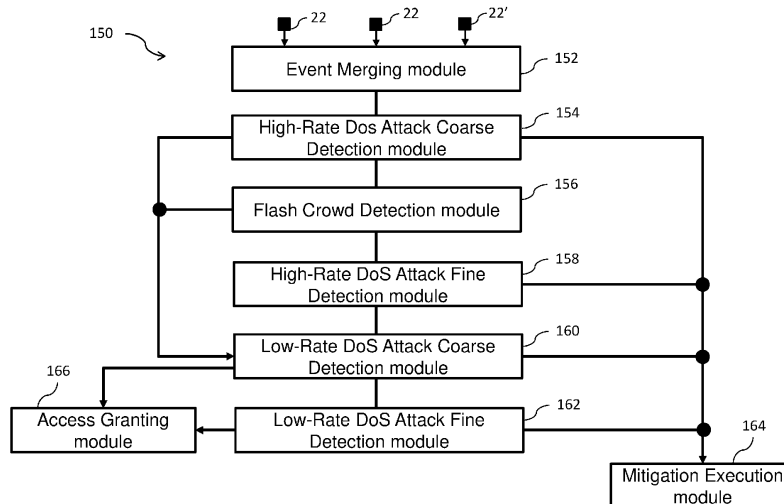 22 22 22'
150
Event Merging module
152
High-Rate Dos Attack Coarse
Detection module
154
Flash Crowd Detection module
156
High-Rate DoS Attack Fine
Detection module
158
Low-Rate DoS Attack Coarse
Detection module
160
166
Access Granting
module
Low-Rate DoS Attack Fine
Detection module
162
164
Mitigation Execution
module